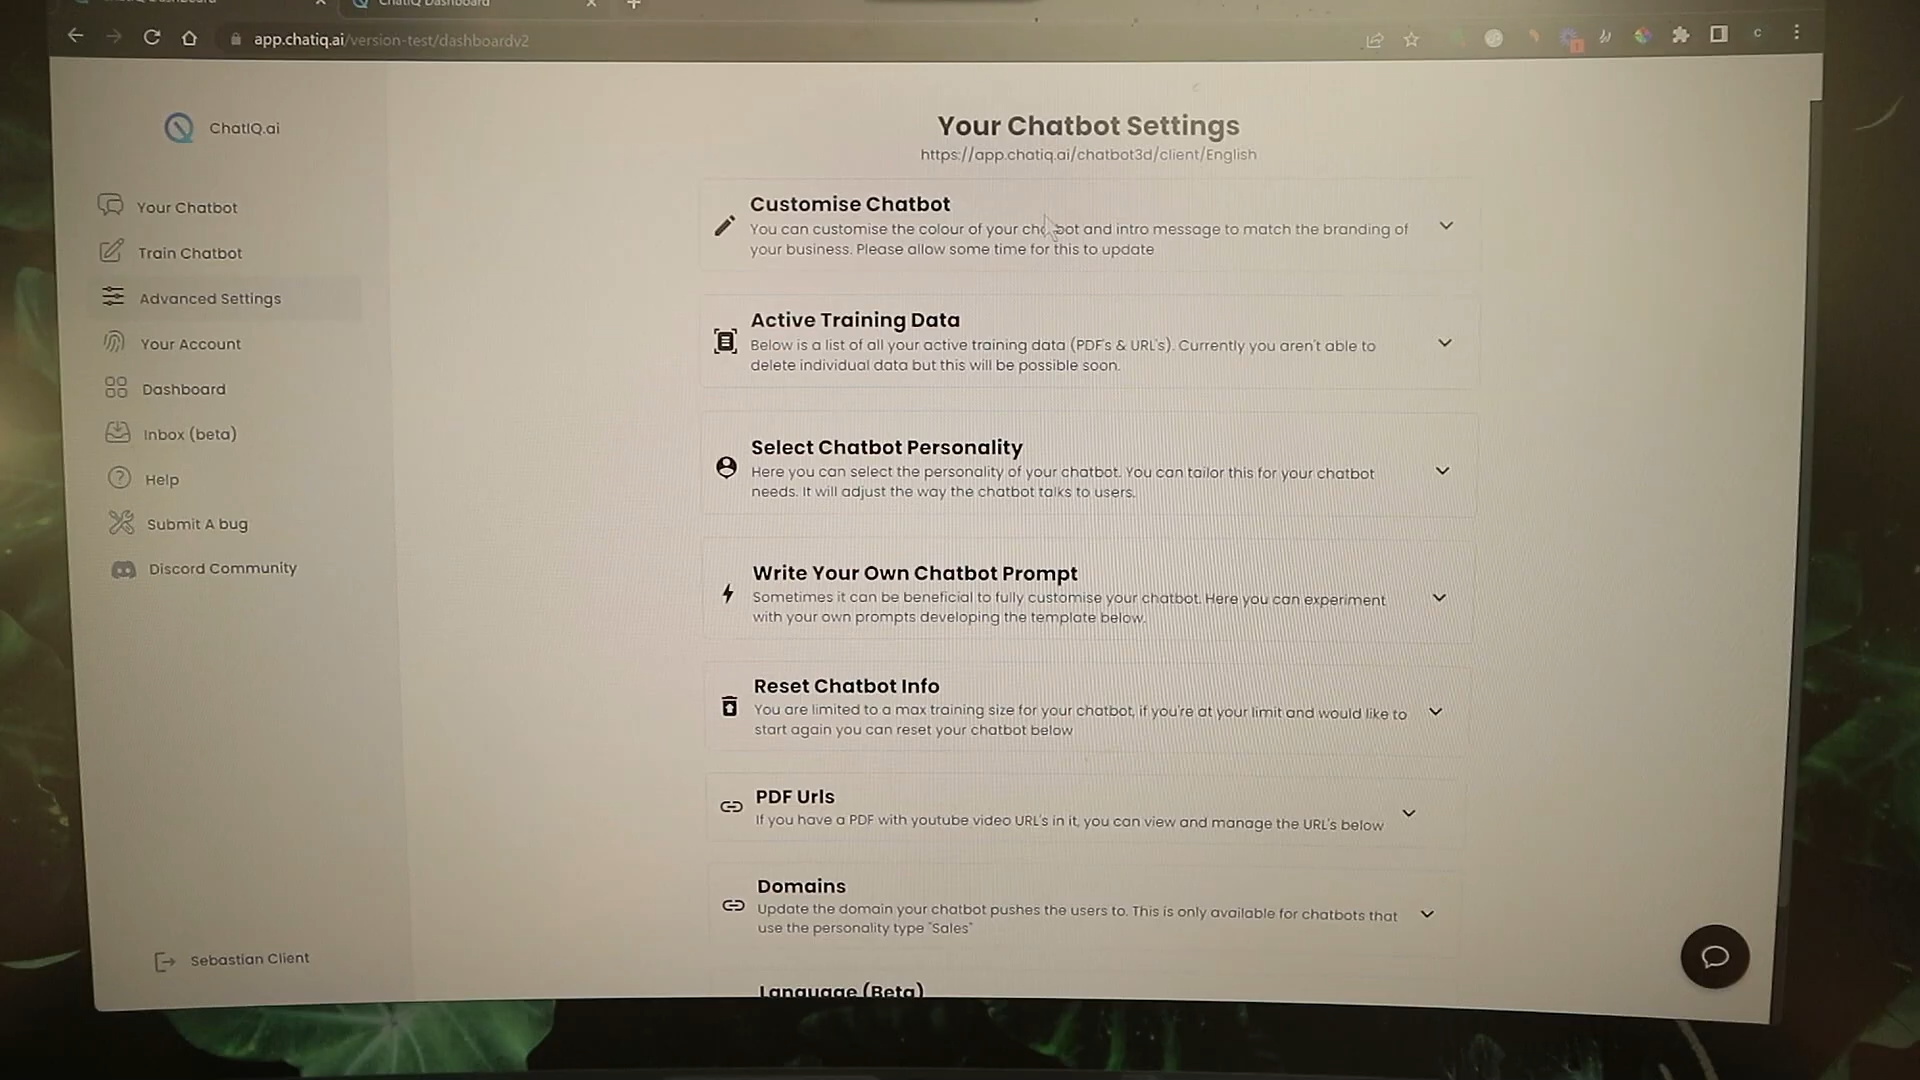 ChatIQ Dashboard
app.chatiq.ai/version-test/dashboardv2
ChatIQ.ai
Your Chatbot
Train Chatbot
Advanced Settings
Your Account
Dashboard
Inbox (beta)
Help
Submit A bug
Discord Community
Sebastian Client
Your Chatbot Settings
https://app.chatiq.ai/chatbot3d/client/English
Customise Chatbot
You can customise the colour of your chatbot and intro message to match the branding of
your business. Please allow some time for this to update
Active Training Data
Below is a list of all your active training data (PDF's & URL's). Currently you aren't able to
delete individual data but this will be possible soon.
Select Chatbot Personality
Here you can select the personality of your chatbot. You can tailor this for your chatbot
needs. It will adjust the way the chatbot talks to users.
Write Your Own Chatbot Prompt
Sometimes it can be beneficial to fully customise your chatbot. Here you can experiment
with your own prompts developing the template below.
Reset Chatbot Info
You are limited to a max training size for your chatbot, if you're at your limit and would like to
start again you can reset your chatbot below
PDF Urls
If you have a PDF with youtube video URL's in it, you can view and manage the URL's below
Domains
Update the domain your chatbot pushes the users to. This is only available for chatbots that
use the personality type "Sales"
Language (Beta)